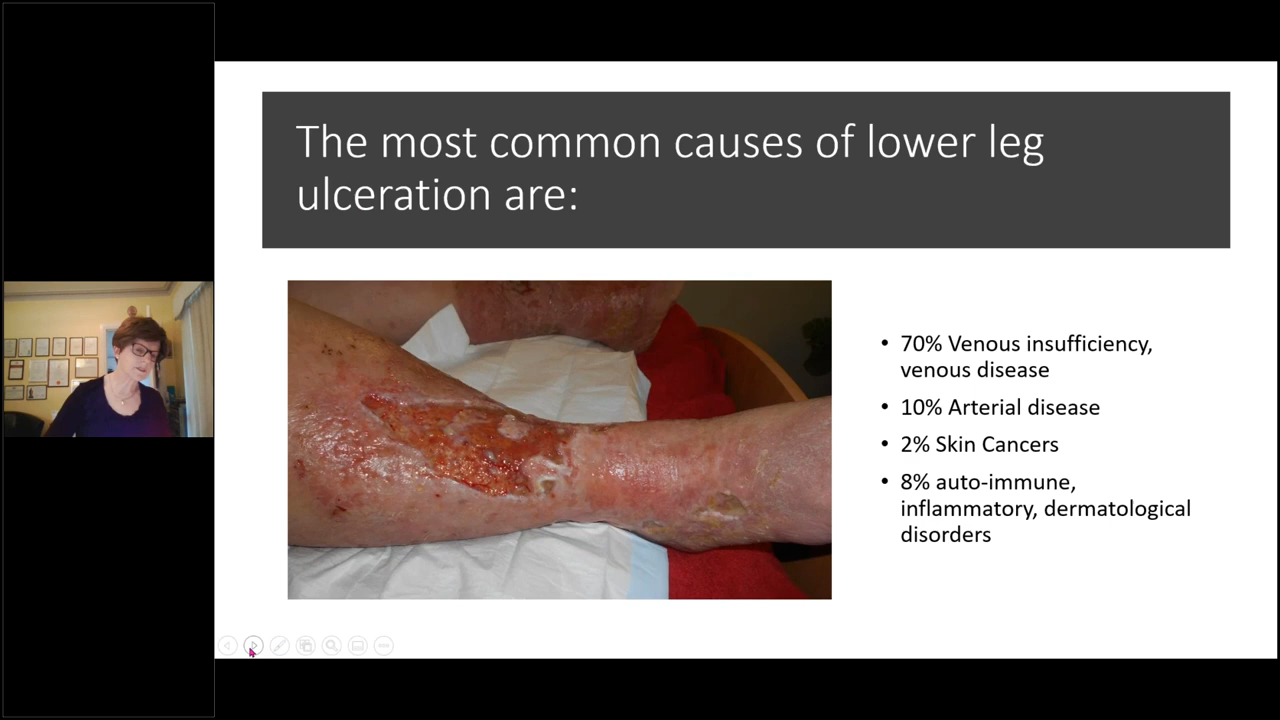 The most common causes of lower leg
ulceration are:
• 70% Venous insufficiency,
venous disease
• 10% Arterial disease
• 2% Skin Cancers
• 8% auto-immune,
inflammatory, dermatological
disorders